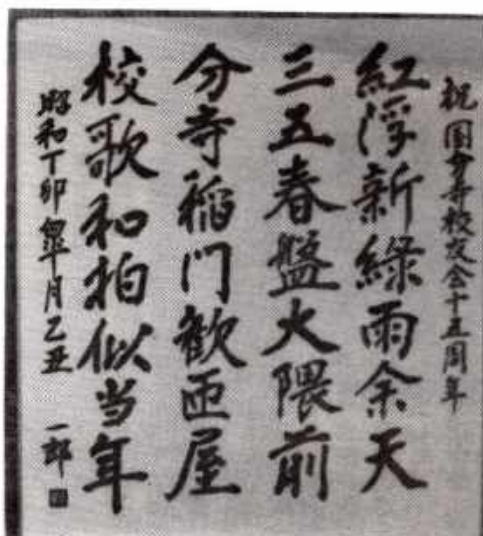 祝国分寺校友会十五周年
紅浮新緑雨余天
三五春盤大隈前
分寺稲門歓匝屋
校歌和拍似当年
昭和丁卯皐月乙丑 一郎